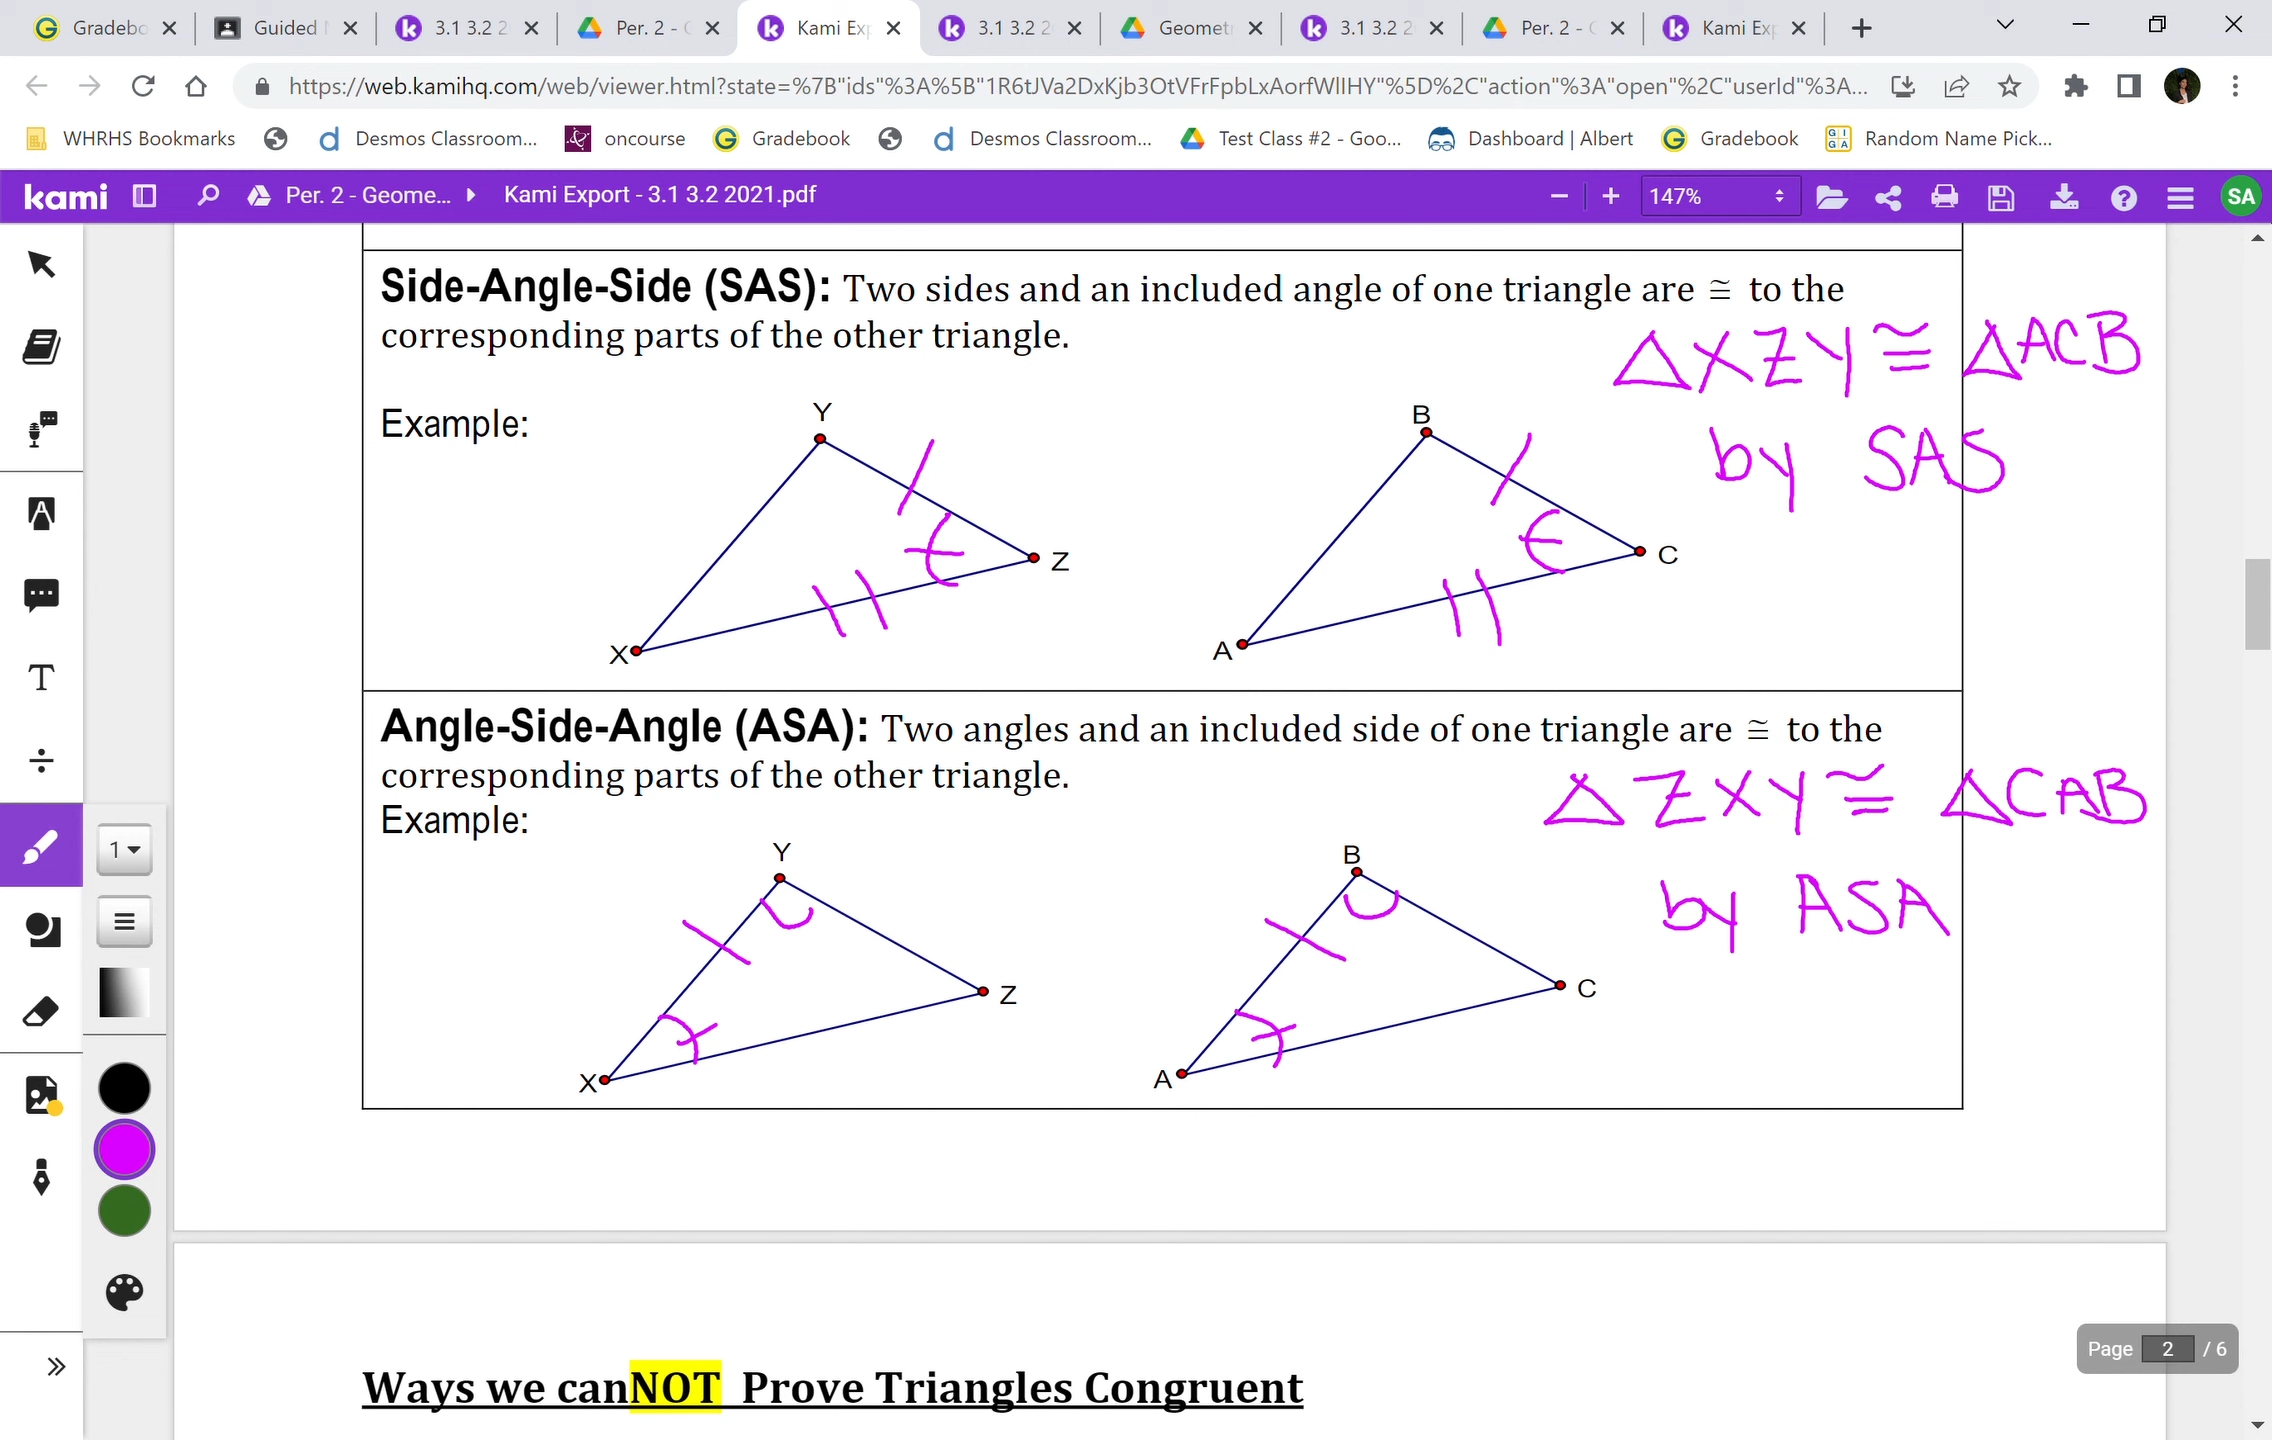 Gradebo
Guided
3.1 3.2 2
Per. 2 -
Kami Exp
3.1 3.2 2
Geomet
3.1 3.2 2
Per. 2 -
Kami Exp
https://web.kamihq.com/web/viewer.html?state=%7B"ids"%3A%5B"1R6tJVa2DxKjb3OtVFrFpbLxAorfWlIHY"%5D%2C"action"%3A"open"%2C"userId"%3A...
WHRHS Bookmarks
Desmos Classroom...
oncourse
Gradebook
Desmos Classroom...
Test Class #2 - Goo...
Dashboard | Albert
Gradebook
Random Name Pick...
kami
Per. 2 - Geome...
Kami Export - 3.1 3.2 2021.pdf
147%
SA
Side-Angle-Side (SAS): Two sides and an included angle of one triangle are ≅ to the
corresponding parts of the other triangle.
△XZY ≅ △ACB
by SAS
Example:
Y
B
Z
C
X
A
Angle-Side-Angle (ASA): Two angles and an included side of one triangle are ≅ to the
corresponding parts of the other triangle.
△ZXY ≅ △CAB
Example:
by ASA
Y
B
Z
C
X
A
1
Page 2 / 6
Ways we canNOT Prove Triangles Congruent